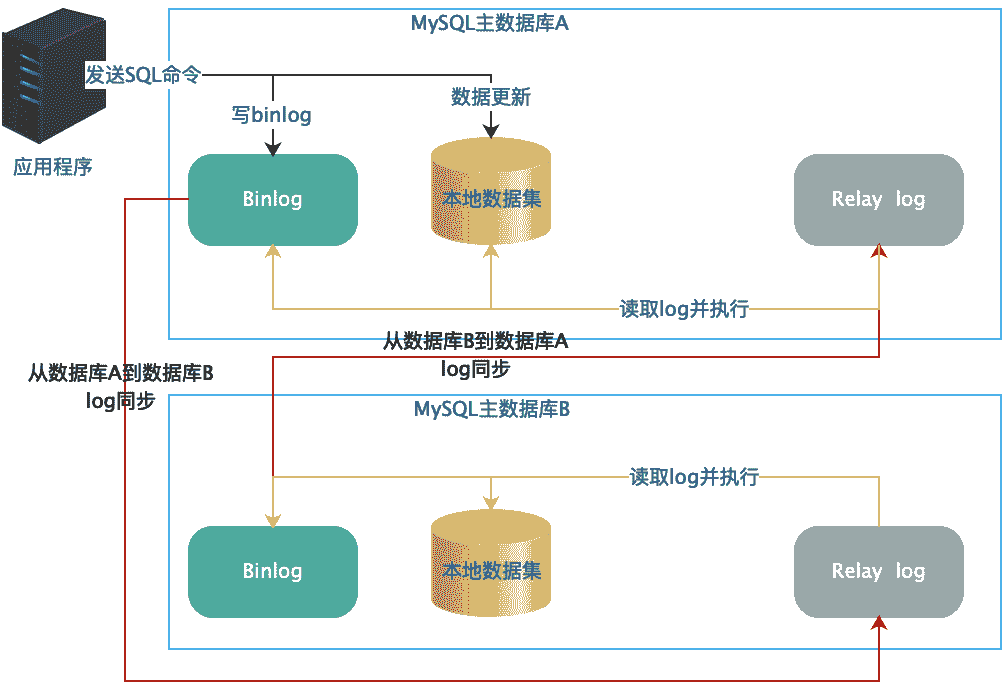 MySQL主数据库A
发送SQL命令
数据更新
写binlog
应用程序
Binlog
本地数据集
Relay log
读取log并执行
从数据库B到数据库A
log同步
从数据库A到数据库B
log同步
MySQL主数据库B
读取log并执行
Binlog
本地数据集
Relay log